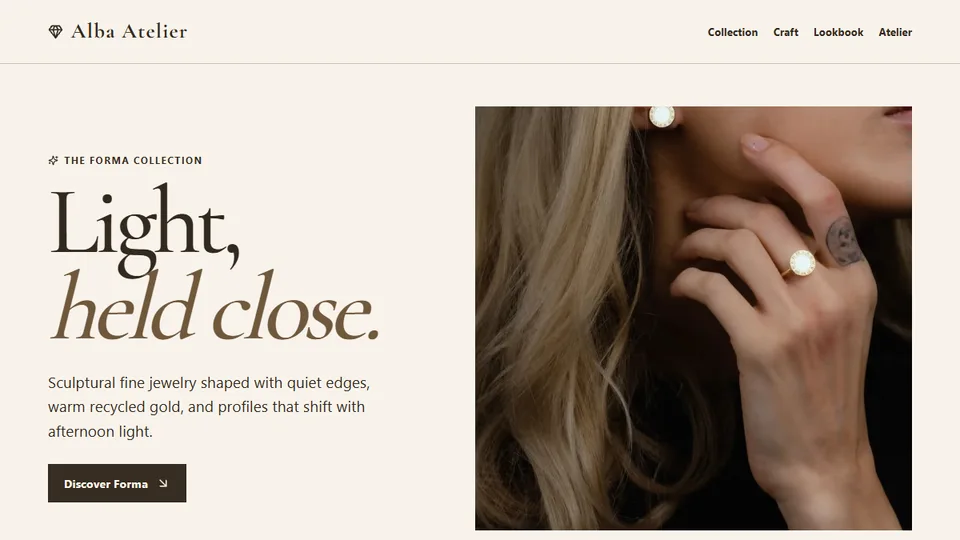 Alba Atelier
Collection Craft Lookbook Atelier
THE FORMA COLLECTION
Light,
held close.
Sculptural fine jewelry shaped with quiet edges,
warm recycled gold, and profiles that shift with
afternoon light.
Discover Forma